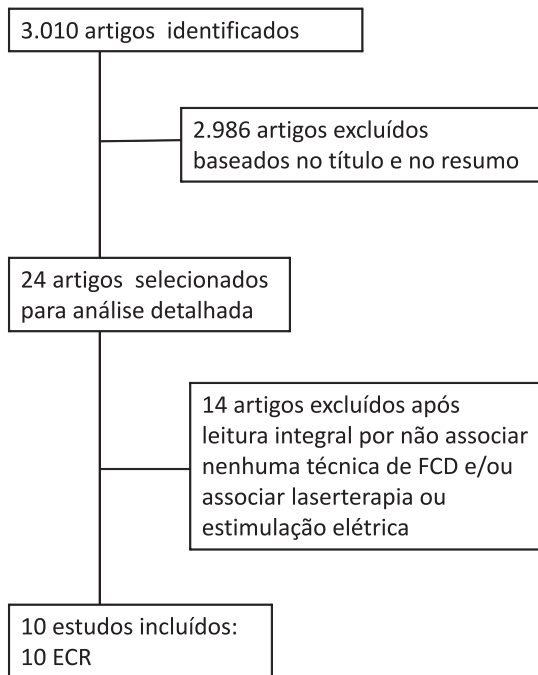 3.010 artigos identificados
2.986 artigos excluídos
baseados no título e no resumo
24 artigos selecionados
para análise detalhada
14 artigos excluídos após
leitura integral por não associar
nenhuma técnica de FCD e/ou
associar laserterapia ou
estimulação elétrica
10 estudos incluídos:
10 ECR